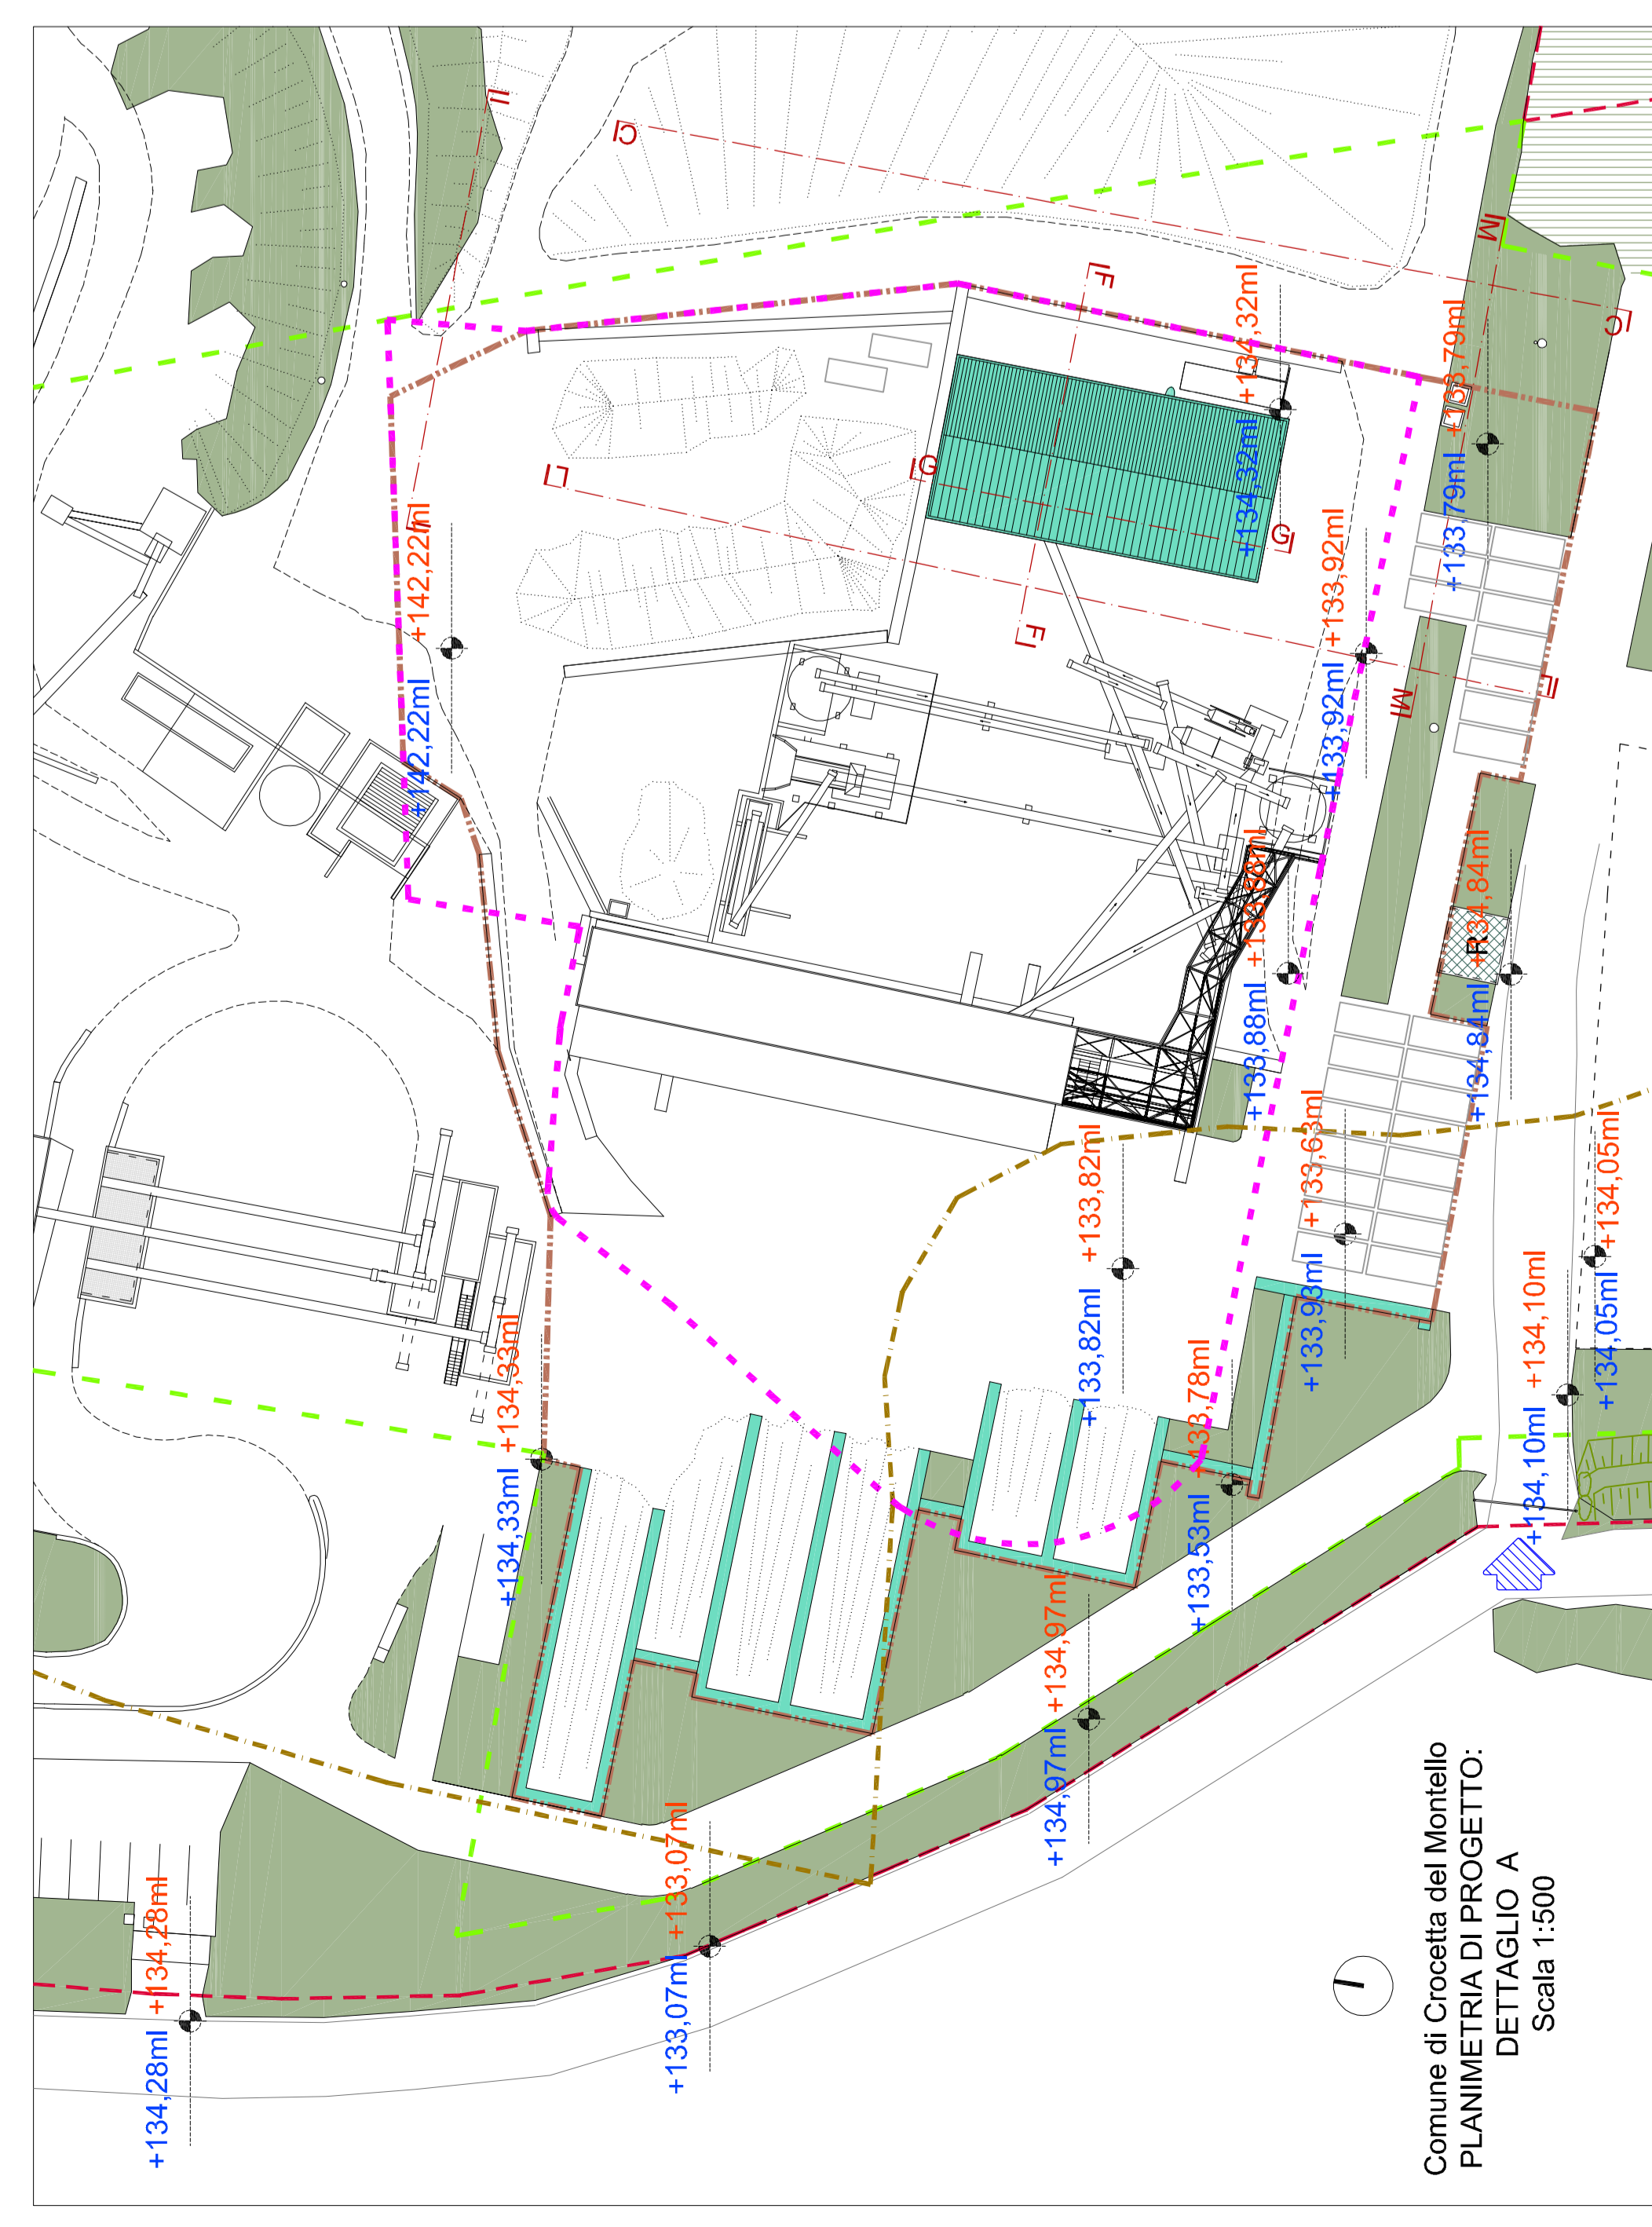 Comune di Crocetta del Montello
PLANIMETRIA DI PROGETTO:
DETTAGLIO A
Scala 1:500
+134,28ml +134,28ml
+142,22ml +142,22ml
+134,33ml +134,33ml
+133,07ml +133,07ml
+134,97ml +134,97ml
+133,82ml +133,82ml
+133,53ml +133,78ml
+134,32ml +134,32ml
+133,88ml +133,88ml
+133,93ml +133,63ml
+133,92ml +133,92ml
+133,79ml +133,79ml
+134,84ml +134,84ml
+134,10ml +134,10ml
+134,05ml +134,05ml
C
C
F
F
G
G
L
M
M
I